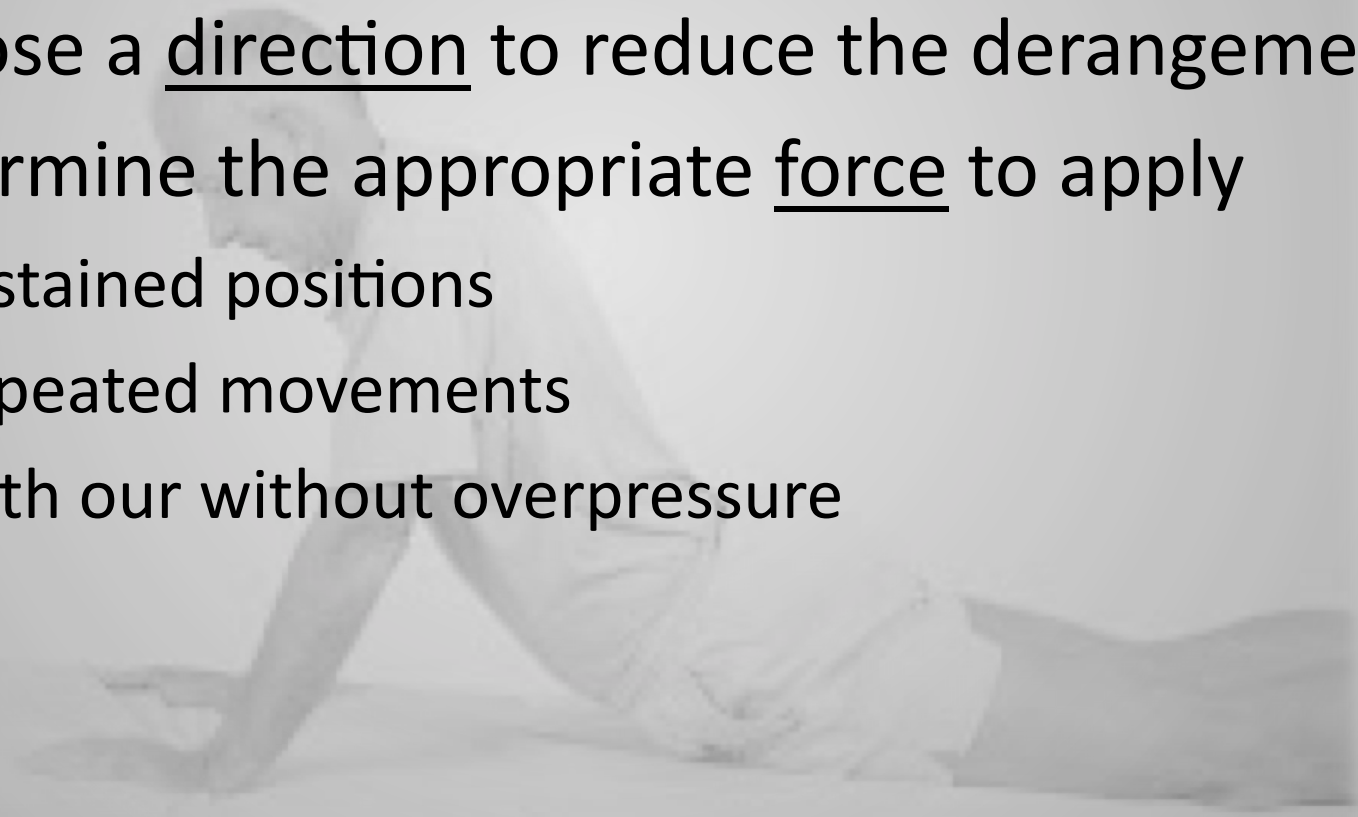 ose a direction to reduce the derangeme
rmine the appropriate force to apply
stained positions
peated movements
th our without overpressure